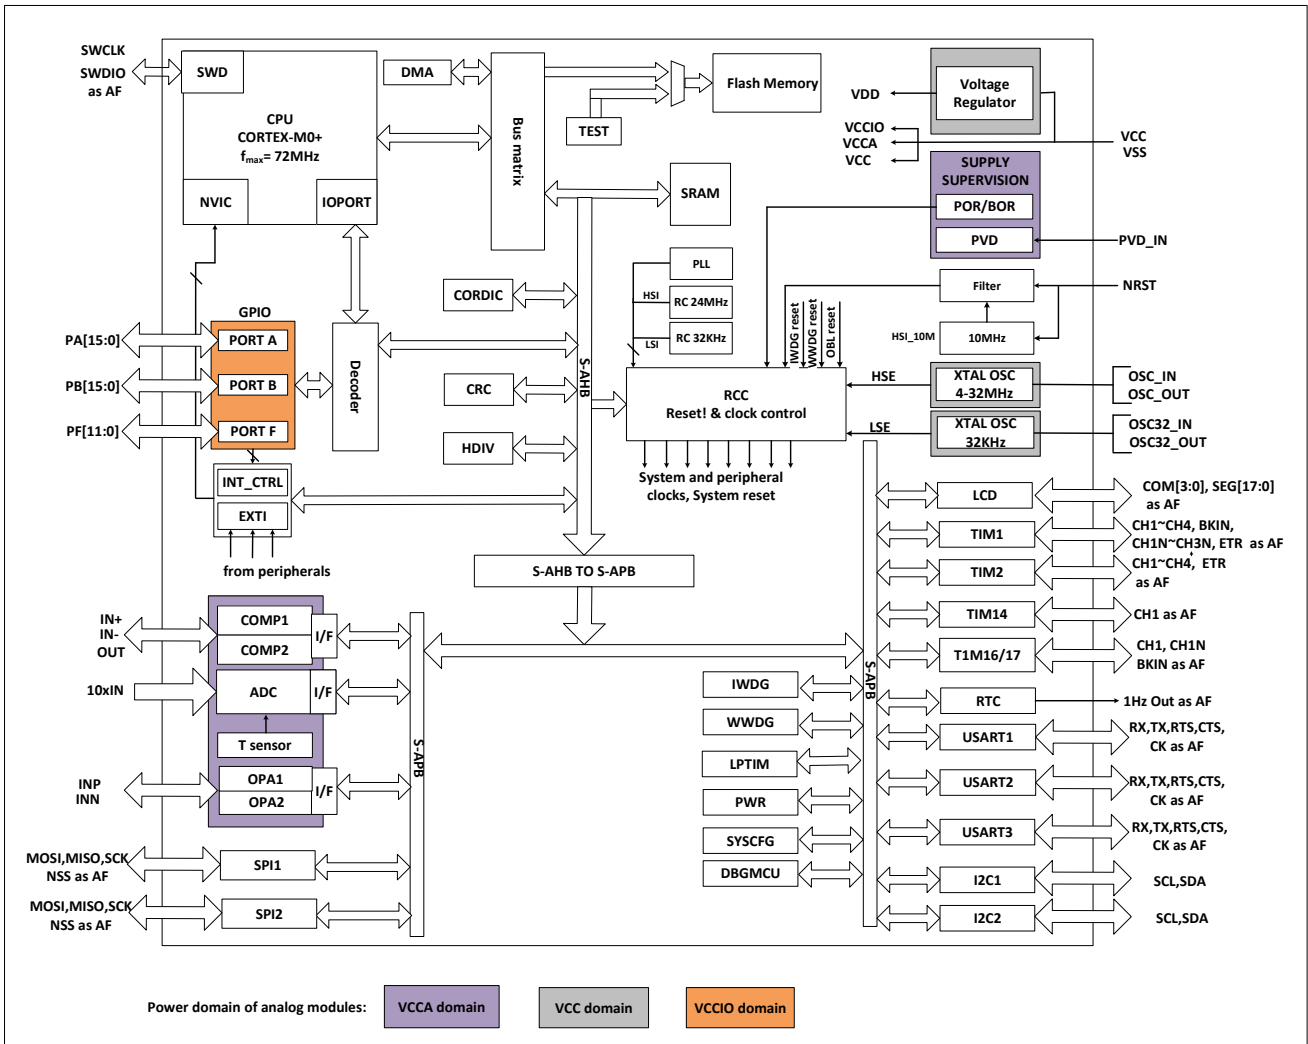 SWCLK
SWDIO
as AF
SWD
CPU
CORTEX-M0+
fmax= 72MHz
NVIC
IOPORT
DMA
Bus matrix
TEST
Flash Memory
SRAM
VDD
Voltage
Regulator
VCCIO
VCCA
VCC
VCC
VSS
SUPPLY
SUPERVISION
POR/BOR
PVD
PVD_IN
Filter
NRST
HSI_10M
10MHz
PLL
HSI
RC 24MHz
LSI
RC 32KHz
IWDG reset
WWDG reset
OBL reset
RCC
Reset! & clock control
HSE
XTAL OSC
4-32MHz
OSC_IN
OSC_OUT
LSE
XTAL OSC
32KHz
OSC32_IN
OSC32_OUT
System and peripheral
clocks, System reset
GPIO
PA[15:0]
PORT A
PB[15:0]
PORT B
PF[11:0]
PORT F
Decoder
CORDIC
CRC
HDIV
S-AHB
INT_CTRL
EXTI
from peripherals
S-AHB TO S-APB
IN+
IN-
OUT
COMP1
COMP2
I/F
10xIN
ADC
I/F
T sensor
INP
INN
OPA1
OPA2
I/F
S-APB
MOSI,MISO,SCK
NSS as AF
SPI1
MOSI,MISO,SCK
NSS as AF
SPI2
IWDG
WWDG
LPTIM
PWR
SYSCFG
DBGMCU
S-APB
LCD
COM[3:0], SEG[17:0]
as AF
TIM1
CH1~CH4, BKIN,
CH1N~CH3N, ETR as AF
TIM2
CH1~CH4, ETR
as AF
TIM14
CH1 as AF
T1M16/17
CH1, CH1N
BKIN as AF
RTC
1Hz Out as AF
USART1
RX,TX,RTS,CTS,
CK as AF
USART2
RX,TX,RTS,CTS,
CK as AF
USART3
RX,TX,RTS,CTS,
CK as AF
I2C1
SCL,SDA
I2C2
SCL,SDA
Power domain of analog modules:
VCCA domain
VCC domain
VCCIO domain